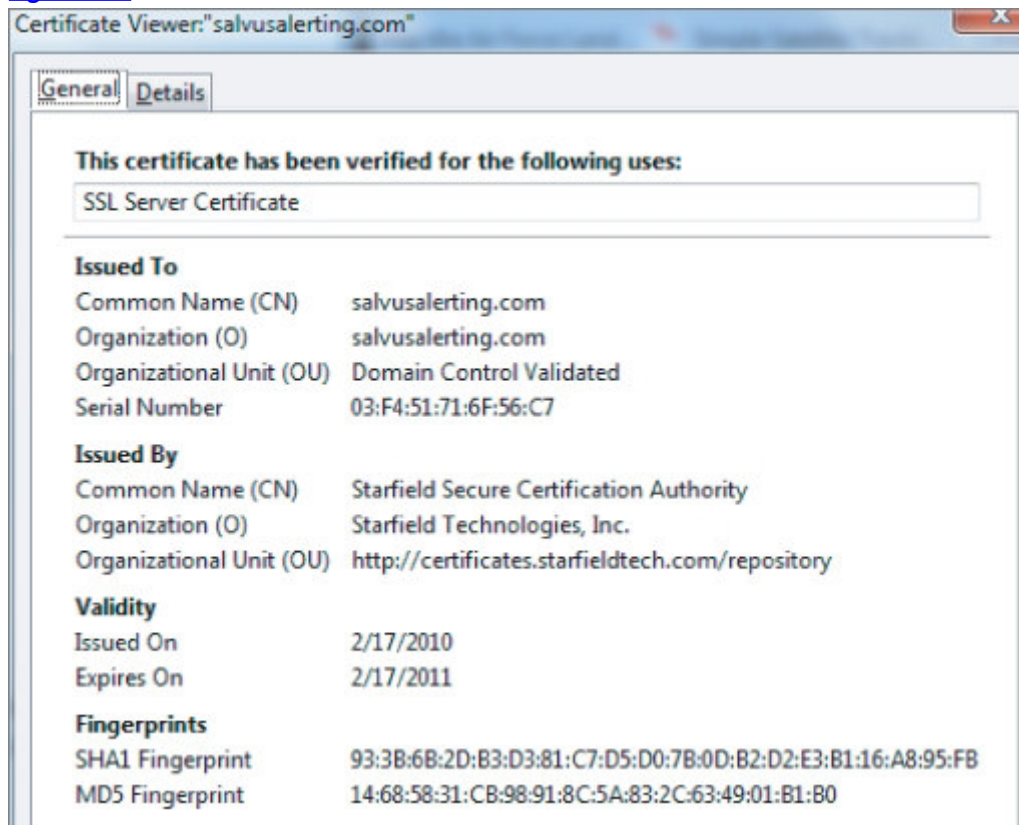 Certificate Viewer:"salvusalerting.com"
General Details
This certificate has been verified for the following uses:
SSL Server Certificate
Issued To
Common Name (CN) salvusalerting.com
Organization (O) salvusalerting.com
Organizational Unit (OU) Domain Control Validated
Serial Number 03:F4:51:71:6F:56:C7
Issued By
Common Name (CN) Starfield Secure Certification Authority
Organization (O) Starfield Technologies, Inc.
Organizational Unit (OU) http://certificates.starfieldtech.com/repository
Validity
Issued On 2/17/2010
Expires On 2/17/2011
Fingerprints
SHA1 Fingerprint 93:3B:6B:2D:B3:D3:81:C7:D5:D0:7B:0D:B2:D2:E3:B1:16:A8:95:FB
MD5 Fingerprint 14:68:58:31:CB:98:91:8C:5A:83:2C:63:49:01:B1:B0